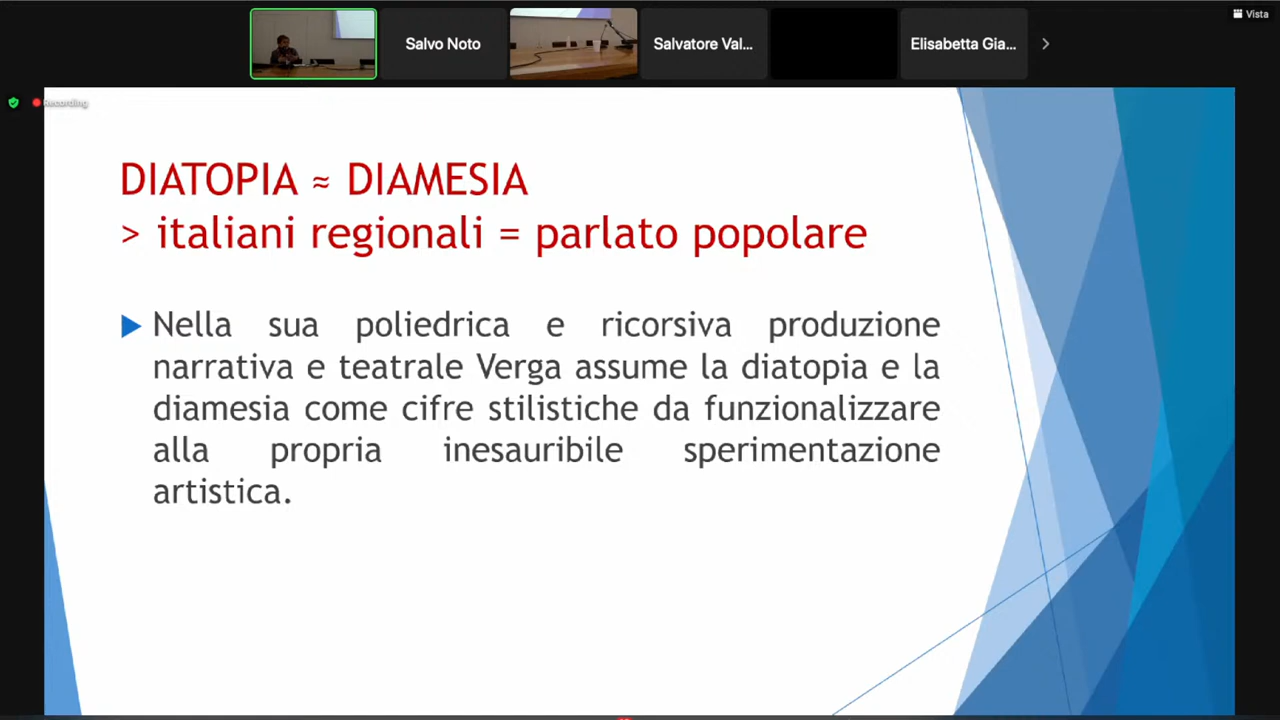 Vista
Salvo Noto
Salvatore Val...
Elisabetta Gia...
Recording
DIATOPIA ≈ DIAMESIA
> italiani regionali = parlato popolare
Nella sua poliedrica e ricorsiva produzione
narrativa e teatrale Verga assume la diatopia e la
diamesia come cifre stilistiche da funzionalizzare
alla propria inesauribile sperimentazione
artistica.